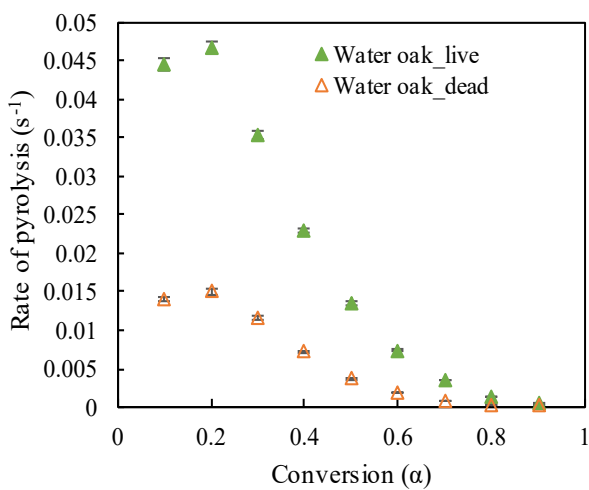 0.05
0.045
0.04
0.035
0.03
0.025
0.02
0.015
0.01
0.005
0
Rate of pyrolysis (s⁻¹)
Water oak_live
Water oak_dead
0 0.2 0.4 0.6 0.8 1
Conversion (α)